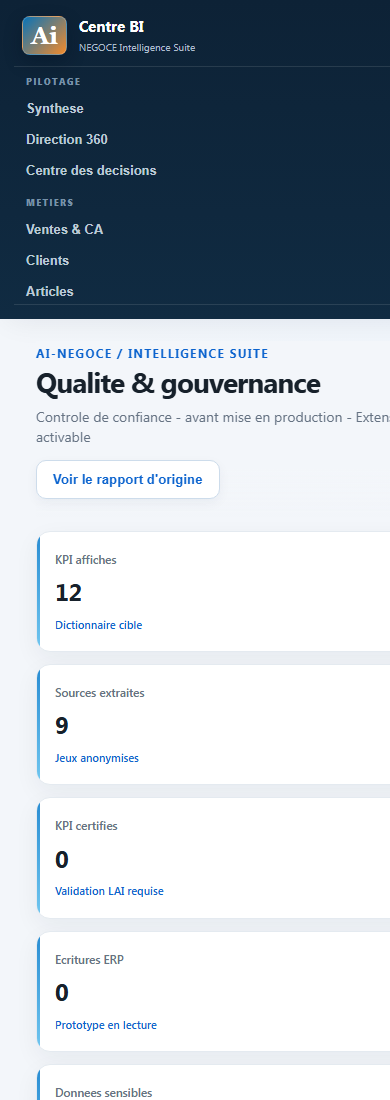 Ai
Centre BI
NEGOCE Intelligence Suite
PILOTAGE
Synthese
Direction 360
Centre des decisions
METIERS
Ventes & CA
Clients
Articles
AI-NEGOCE / INTELLIGENCE SUITE
Qualite & gouvernance
Controle de confiance - avant mise en production - Exten
activable
Voir le rapport d'origine
KPI affiches
12
Dictionnaire cible
Sources extraites
9
Jeux anonymises
KPI certifies
0
Validation LAI requise
Ecritures ERP
0
Prototype en lecture
Donnees sensibles